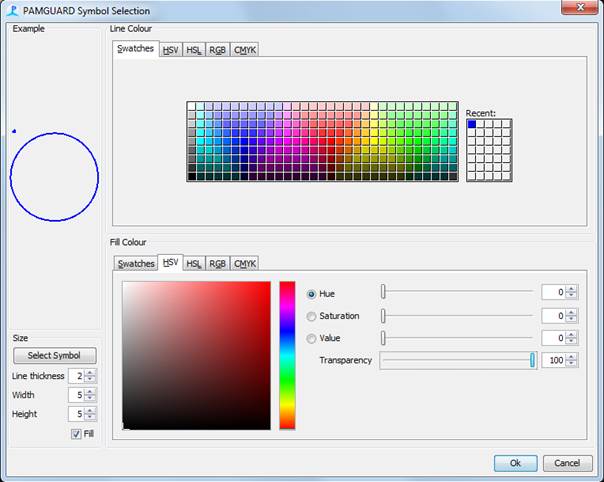 PAMGUARD Symbol Selection
Example
Line Colour
Swatches HSV HSL RGB CMYK
Recent:
Fill Colour
Swatches HSV HSL RGB CMYK
Hue 0
Saturation 0
Value 0
Transparency 100
Size
Select Symbol
Line thickness 2
Width 5
Height 5
Fill
Ok Cancel